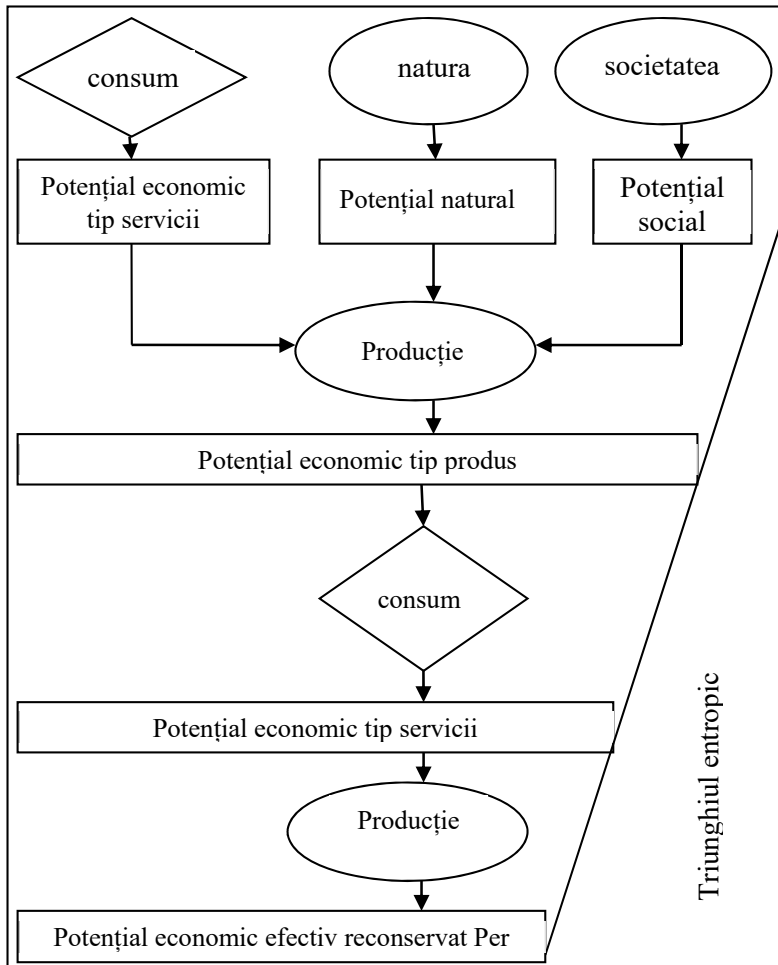 consum
natura
societatea
Potențial economic
tip servicii
Potențial natural
Potențial
social
Producție
Potențial economic tip produs
consum
Potențial economic tip servicii
Producție
Potențial economic efectiv reconservat Per
Triunghiul entropic